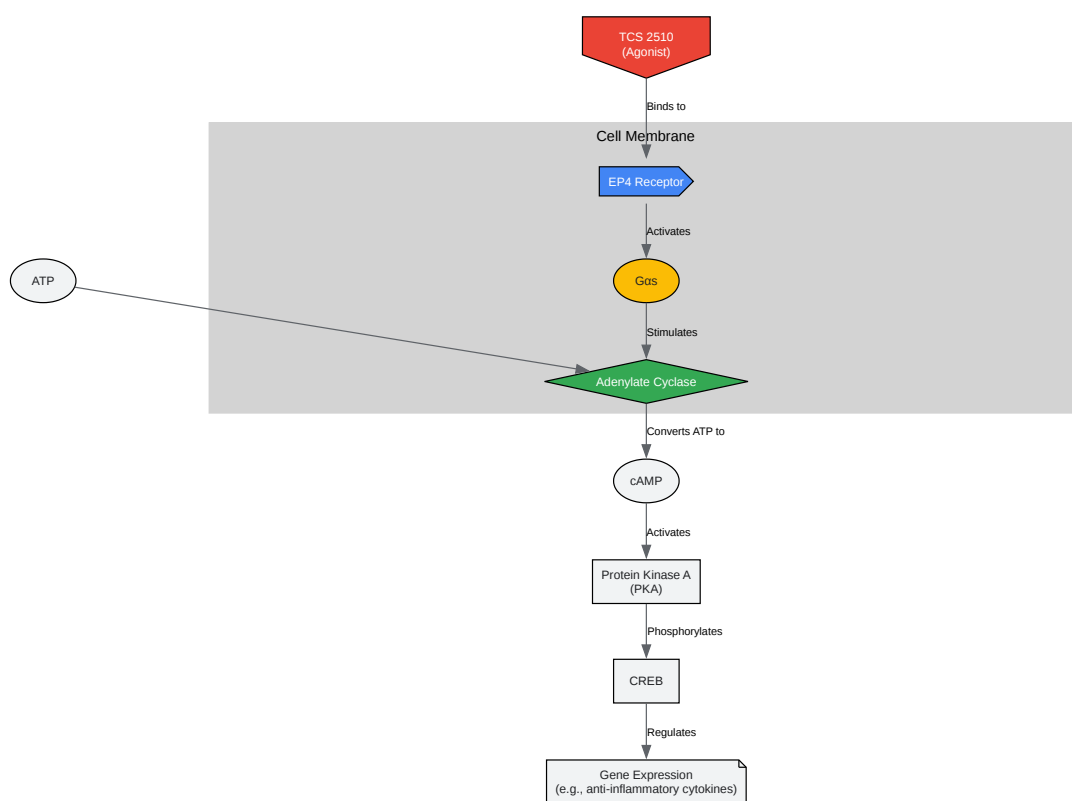 TCS 2510
(Agonist)
Binds to
Cell Membrane
EP4 Receptor
Activates
ATP
Gαs
Stimulates
Adenylate Cyclase
Converts ATP to
cAMP
Activates
Protein Kinase A
(PKA)
Phosphorylates
CREB
Regulates
Gene Expression
(e.g., anti-inflammatory cytokines)